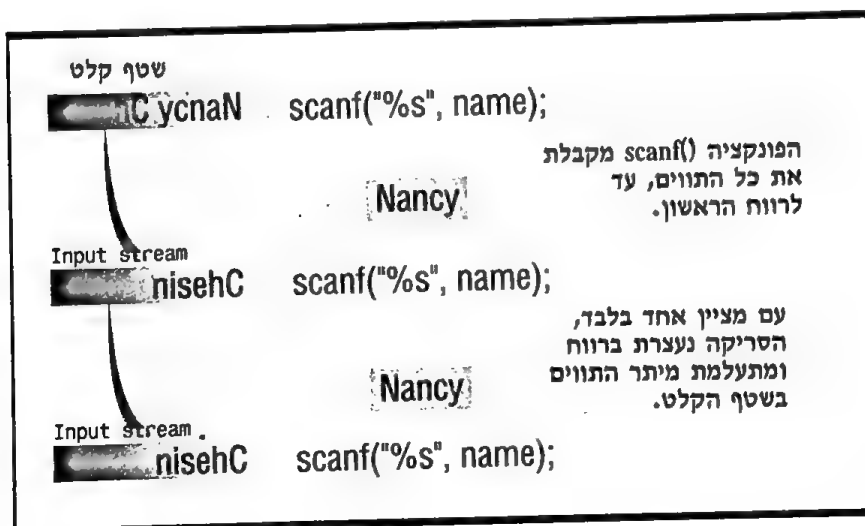 שטף קלט
C ycnaN scanf("%s", name);
הפונקציה scanf() מקבלת
את כל התווים, עד
לרווח הראשון.
Nancy
Input stream
nisehC scanf("%s", name);
עם מציין אחד בלבד,
הסריקה נעצרת ברווח
ומתעלמת מיתר התווים
בשטף הקלט.
Nancy
Input stream
nisehC scanf("%s", name);